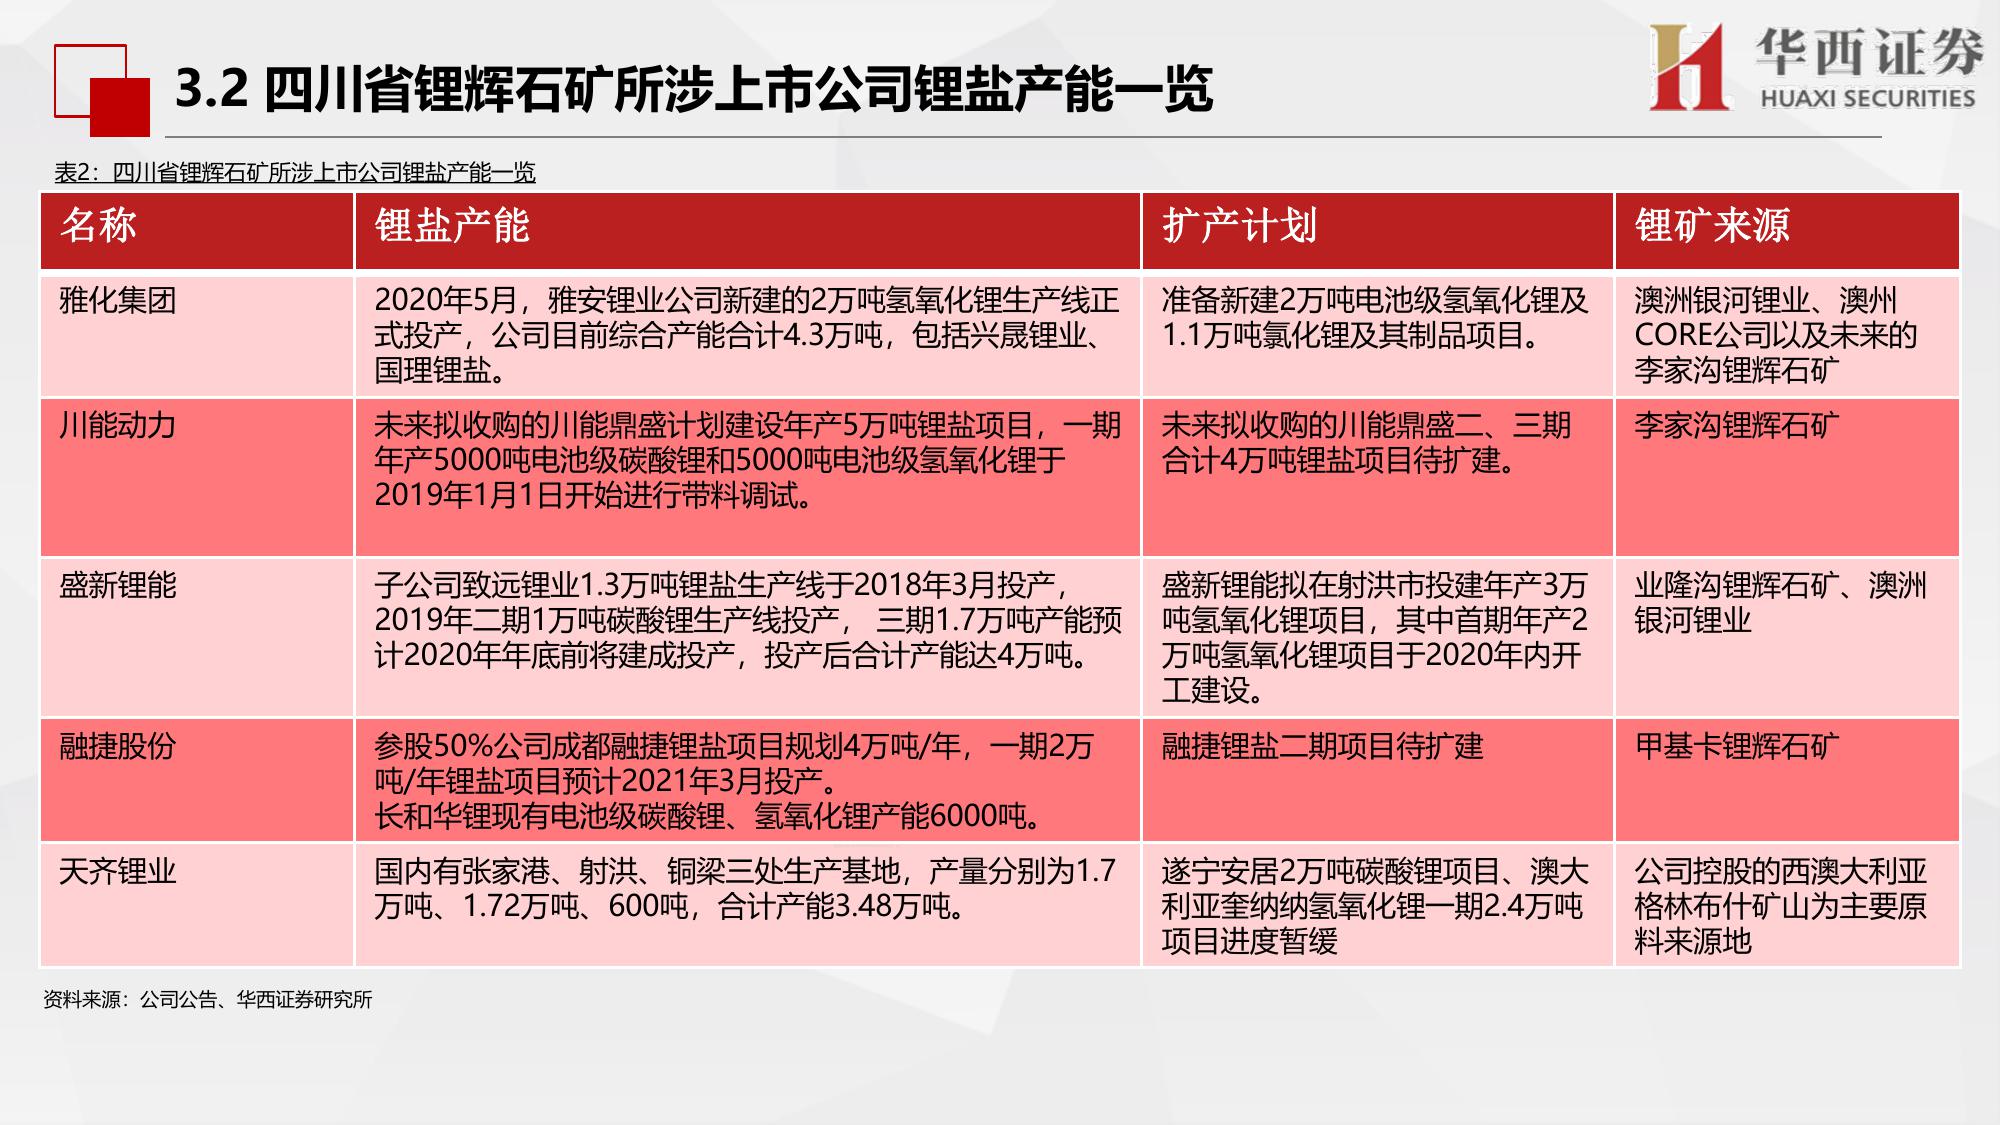 华西证券
HUAXI SECURITIES
3.2 四川省锂辉石矿所涉上市公司锂盐产能一览
表2：四川省锂辉石矿所涉上市公司锂盐产能一览
名称
锂盐产能
扩产计划
锂矿来源
雅化集团
2020年5月，雅安锂业公司新建的2万吨氢氧化锂生产线正
式投产，公司目前综合产能合计4.3万吨，包括兴晟锂业、
国理锂盐。
准备新建2万吨电池级氢氧化锂及
1.1万吨氯化锂及其制品项目。
澳洲银河锂业、澳州
CORE公司以及未来的
李家沟锂辉石矿
川能动力
未来拟收购的川能鼎盛计划建设年产5万吨锂盐项目，一期
年产5000吨电池级碳酸锂和5000吨电池级氢氧化锂于
2019年1月1日开始进行带料调试。
未来拟收购的川能鼎盛二、三期
合计4万吨锂盐项目待扩建。
李家沟锂辉石矿
盛新锂能
子公司致远锂业1.3万吨锂盐生产线于2018年3月投产，
2019年二期1万吨碳酸锂生产线投产， 三期1.7万吨产能预
计2020年年底前将建成投产，投产后合计产能达4万吨。
盛新锂能拟在射洪市投建年产3万
吨氢氧化锂项目，其中首期年产2
万吨氢氧化锂项目于2020年内开
工建设。
业隆沟锂辉石矿、澳洲
银河锂业
融捷股份
参股50%公司成都融捷锂盐项目规划4万吨/年，一期2万
吨/年锂盐项目预计2021年3月投产。
长和华锂现有电池级碳酸锂、氢氧化锂产能6000吨。
融捷锂盐二期项目待扩建
甲基卡锂辉石矿
天齐锂业
国内有张家港、射洪、铜梁三处生产基地，产量分别为1.7
万吨、1.72万吨、600吨，合计产能3.48万吨。
遂宁安居2万吨碳酸锂项目、澳大
利亚奎纳纳氢氧化锂一期2.4万吨
项目进度暂缓
公司控股的西澳大利亚
格林布什矿山为主要原
料来源地
资料来源：公司公告、华西证券研究所